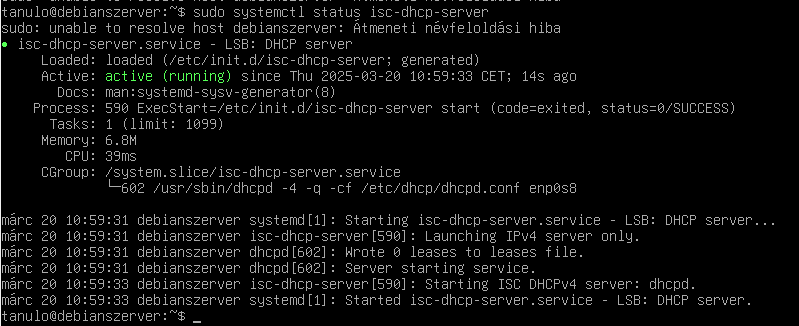 tanulo@debianszerver:~$ sudo systemctl status isc-dhcp-server
sudo: unable to resolve host debianszerver: Átmeneti névfeloldási hiba
● isc-dhcp-server.service - LSB: DHCP server
     Loaded: loaded (/etc/init.d/isc-dhcp-server; generated)
     Active: active (running) since Thu 2025-03-20 10:59:33 CET; 14s ago
       Docs: man:systemd-sysv-generator(8)
    Process: 590 ExecStart=/etc/init.d/isc-dhcp-server start (code=exited, status=0/SUCCESS)
      Tasks: 1 (limit: 1099)
     Memory: 6.8M
        CPU: 39ms
     CGroup: /system.slice/isc-dhcp-server.service
             └─602 /usr/sbin/dhcpd -4 -q -cf /etc/dhcp/dhcpd.conf enp0s8

márc 20 10:59:31 debianszerver systemd[1]: Starting isc-dhcp-server.service - LSB: DHCP server...
márc 20 10:59:31 debianszerver isc-dhcp-server[590]: Launching IPv4 server only.
márc 20 10:59:31 debianszerver dhcpd[602]: Wrote 0 leases to leases file.
márc 20 10:59:31 debianszerver dhcpd[602]: Server starting service.
márc 20 10:59:33 debianszerver isc-dhcp-server[590]: Starting ISC DHCPv4 server: dhcpd.
márc 20 10:59:33 debianszerver systemd[1]: Started isc-dhcp-server.service - LSB: DHCP server.
tanulo@debianszerver:~$ _